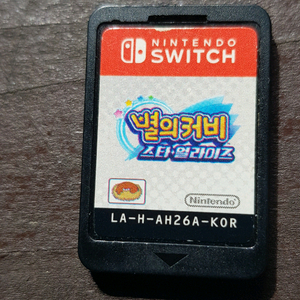 NINTENDO
SWITCH
별의 커비
스타 얼라이즈
Nintendo
LA-H-AH26A-KOR